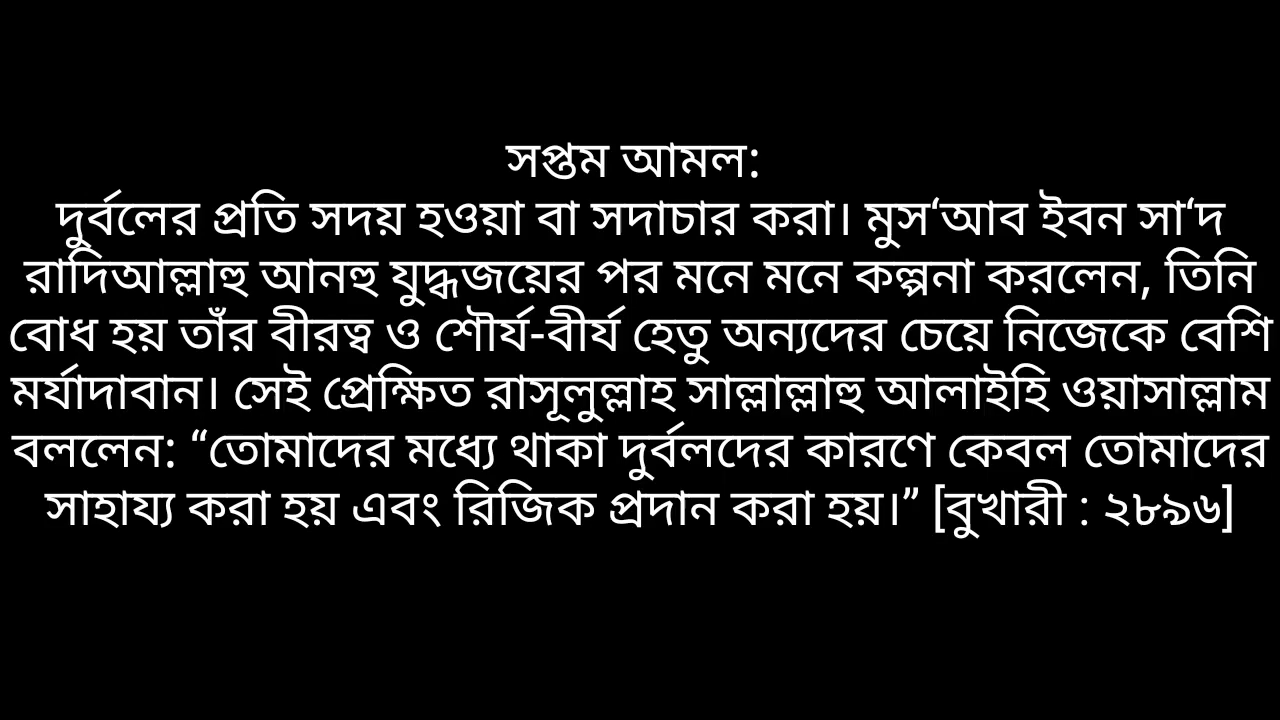 সপ্তম আমল:
দুর্বলের প্রতি সদয় হওয়া বা সদাচার করা। মুস‘আব ইবন সা‘দ
রাদিআল্লাহু আনহু যুদ্ধজয়ের পর মনে মনে কল্পনা করলেন, তিনি
বোধ হয় তাঁর বীরত্ব ও শৌর্য-বীর্য হেতু অন্যদের চেয়ে নিজেকে বেশি
মর্যাদাবান। সেই প্রেক্ষিত রাসূলুল্লাহ সাল্লাল্লাহু আলাইহি ওয়াসাল্লাম
বললেন: “তোমাদের মধ্যে থাকা দুর্বলদের কারণে কেবল তোমাদের
সাহায্য করা হয় এবং রিজিক প্রদান করা হয়।” [বুখারী : ২৮৯৬]